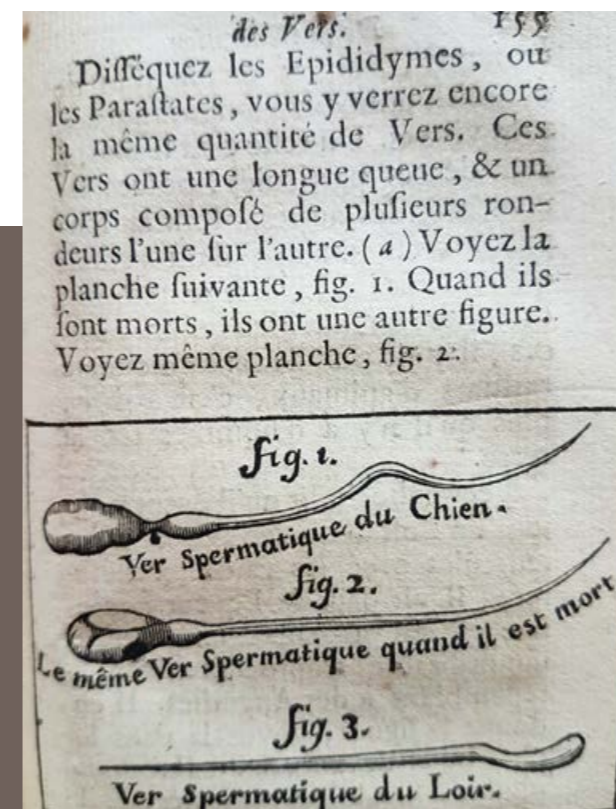 des Vers. 155
Disséquez les Epididymes, ou
les Parastates, vous y verrez encore
la même quantité de Vers. Ces
Vers ont une longue queue, & un
corps composé de plusieurs ron-
deurs l'une sur l'autre. (a) Voyez la
planche suivante, fig. 1. Quand ils
sont morts, ils ont une autre figure.
Voyez même planche, fig. 2.
fig. 1.
Ver Spermatique du Chien.
fig. 2.
Le même Ver Spermatique quand il est mort
fig. 3.
Ver Spermatique du Loir.